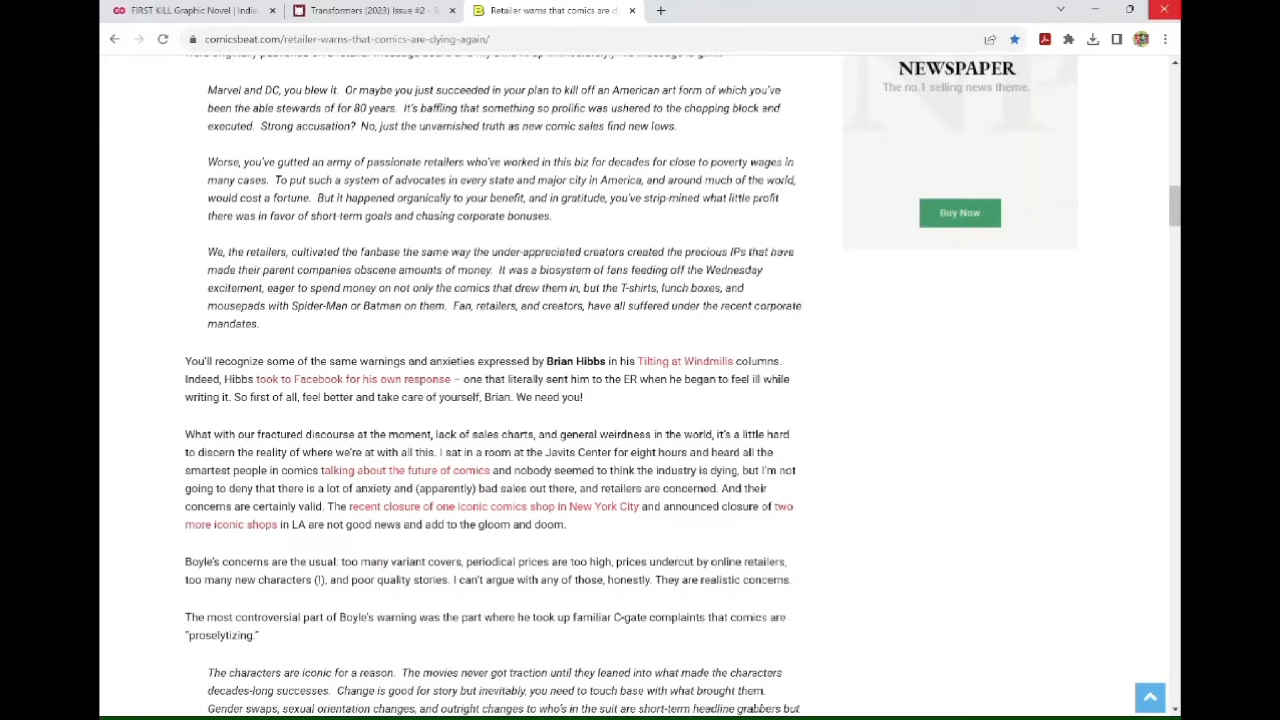 FIRST KILL Graphic Novel | Indie
Transformers (2023) Issue #2 -
Retailer warns that comics are d
comicsbeat.com/retailer-warns-that-comics-are-dying-again/
NEWSPAPER
The no.1 selling news theme.
Buy Now
Marvel and DC, you blew it. Or maybe you just succeeded in your plan to kill off an American art form of which you've
been the able stewards of for 80 years. It's baffling that something so prolific was ushered to the chopping block and
executed. Strong accusation? No, just the unvarnished truth as new comic sales find new lows.
Worse, you've gutted an army of passionate retailers who've worked in this biz for decades for close to poverty wages in
many cases. To put such a system of advocates in every state and major city in America, and around much of the world,
would cost a fortune. But it happened organically to your benefit, and in gratitude, you've strip-mined what little profit
there was in favor of short-term goals and chasing corporate bonuses.
We, the retailers, cultivated the fanbase the same way the under-appreciated creators created the precious IPs that have
made their parent companies obscene amounts of money. It was a biosystem of fans feeding off the Wednesday
excitement, eager to spend money on not only the comics that drew them in, but the T-shirts, lunch boxes, and
mousepads with Spider-Man or Batman on them. Fan, retailers, and creators, have all suffered under the recent corporate
mandates.
You'll recognize some of the same warnings and anxieties expressed by Brian Hibbs in his Tilting at Windmills columns.
Indeed, Hibbs took to Facebook for his own response – one that literally sent him to the ER when he began to feel ill while
writing it. So first of all, feel better and take care of yourself, Brian. We need you!
What with our fractured discourse at the moment, lack of sales charts, and general weirdness in the world, it's a little hard
to discern the reality of where we're at with all this. I sat in a room at the Javits Center for eight hours and heard all the
smartest people in comics talking about the future of comics and nobody seemed to think the industry is dying, but I'm not
going to deny that there is a lot of anxiety and (apparently) bad sales out there, and retailers are concerned. And their
concerns are certainly valid. The recent closure of one iconic comics shop in New York City and announced closure of two
more iconic shops in LA are not good news and add to the gloom and doom.
Boyle's concerns are the usual: too many variant covers, periodical prices are too high, prices undercut by online retailers,
too many new characters (!), and poor quality stories. I can't argue with any of those, honestly. They are realistic concerns.
The most controversial part of Boyle's warning was the part where he took up familiar C-gate complaints that comics are
"proselytizing."
The characters are iconic for a reason. The movies never got traction until they leaned into what made the characters
decades-long successes. Change is good for story but inevitably, you need to touch base with what brought them.
Gender swaps, sexual orientation changes, and outright changes to who's in the suit are short-term headline grabbers but